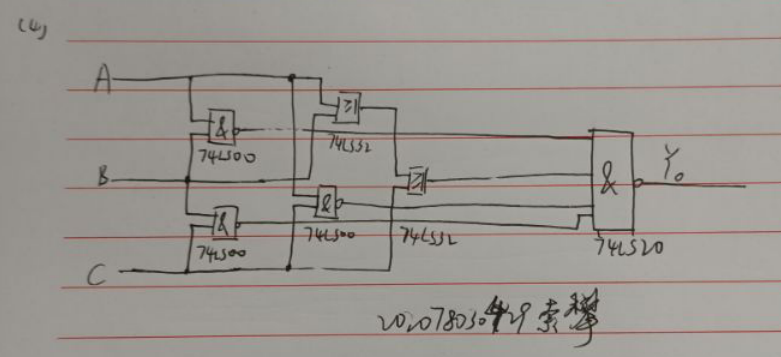 (4)
A
& ≥1
74LS00 74LS32
B & Y₀
& & ≥1
74LS00 74LS00 74LS32 74LS20
C